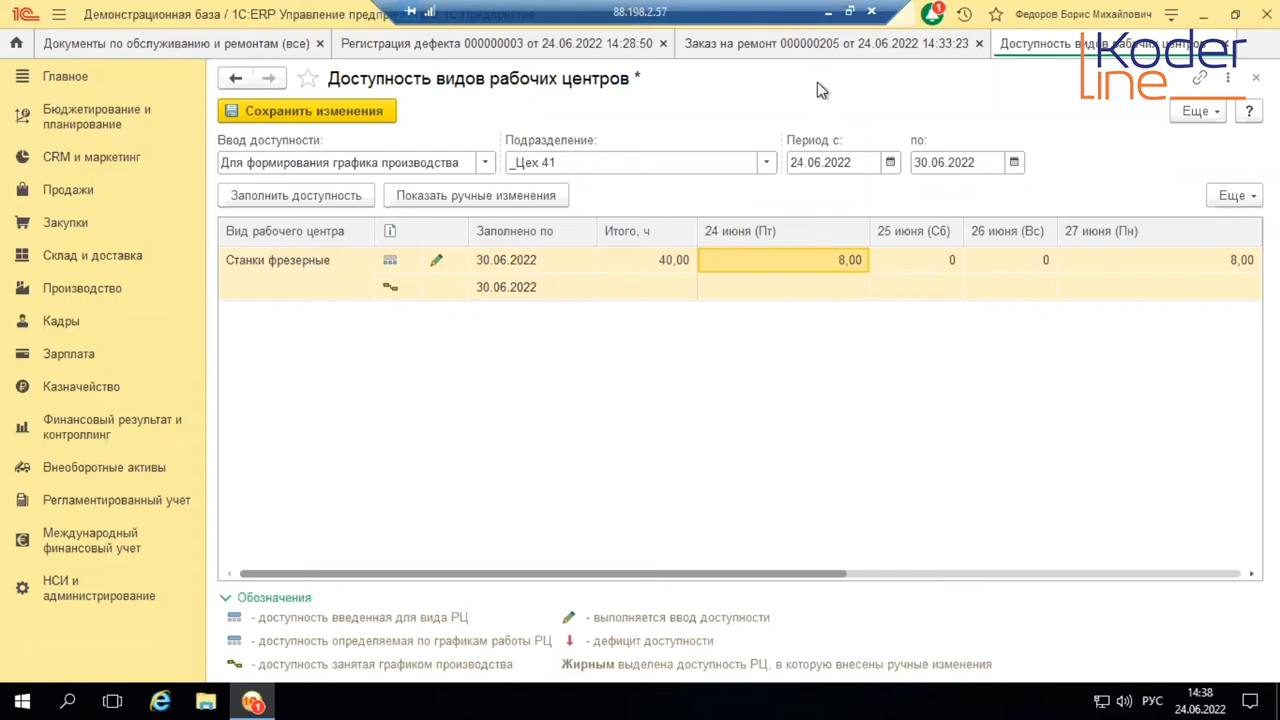 Демонстрационная база / 1С:ERP Управление предпр
1С:Предприятие
88.198.2.57
1
Федоров Борис Михайлович
Документы по обслуживанию и ремонтам (все)
Регистрация дефекта 000000003 от 24.06.2022 14:28:50
Заказ на ремонт 000000205 от 24.06.2022 14:33:23
Доступность видов рабочих центров
Koder
line
Главное
Бюджетирование и
планирование
CRM и маркетинг
Продажи
Закупки
Склад и доставка
Производство
Кадры
Зарплата
Казначейство
Финансовый результат и
контроллинг
Внеоборотные активы
Регламентированный учет
Международный
финансовый учет
НСИ и
администрирование
Доступность видов рабочих центров *
Сохранить изменения
Еще
?
Ввод доступности:
Подразделение:
Период с:
по:
Для формирования графика производства
_Цех 41
24.06.2022
30.06.2022
Заполнить доступность
Показать ручные изменения
Еще
Вид рабочего центра
Заполнено по
Итого, ч
24 июня (Пт)
25 июня (Сб)
26 июня (Вс)
27 июня (Пн)
Станки фрезерные
30.06.2022
40,00
8,00
0
0
8,00
30.06.2022
Обозначения
- доступность введенная для вида РЦ
- выполняется ввод доступности
- доступность определяемая по графикам работы РЦ
- дефицит доступности
- доступность занятая графиком производства
Жирным выделена доступность РЦ, в которую внесены ручные изменения
1
РУС
14:38
24.06.2022